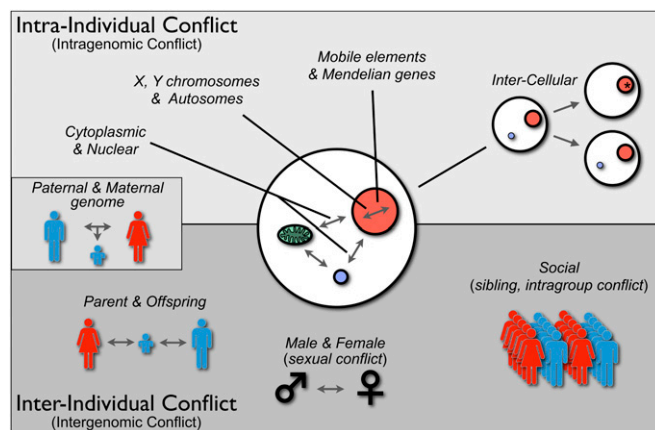 Intra-Individual Conflict
(Intragenomic Conflict)
Mobile elements
& Mendelian genes
X, Y chromosomes
& Autosomes
Inter-Cellular
Cytoplasmic
& Nuclear
Paternal & Maternal
genome
Social
(sibling, intragroup conflict)
Parent & Offspring
Male & Female
(sexual conflict)
Inter-Individual Conflict
(Intergenomic Conflict)